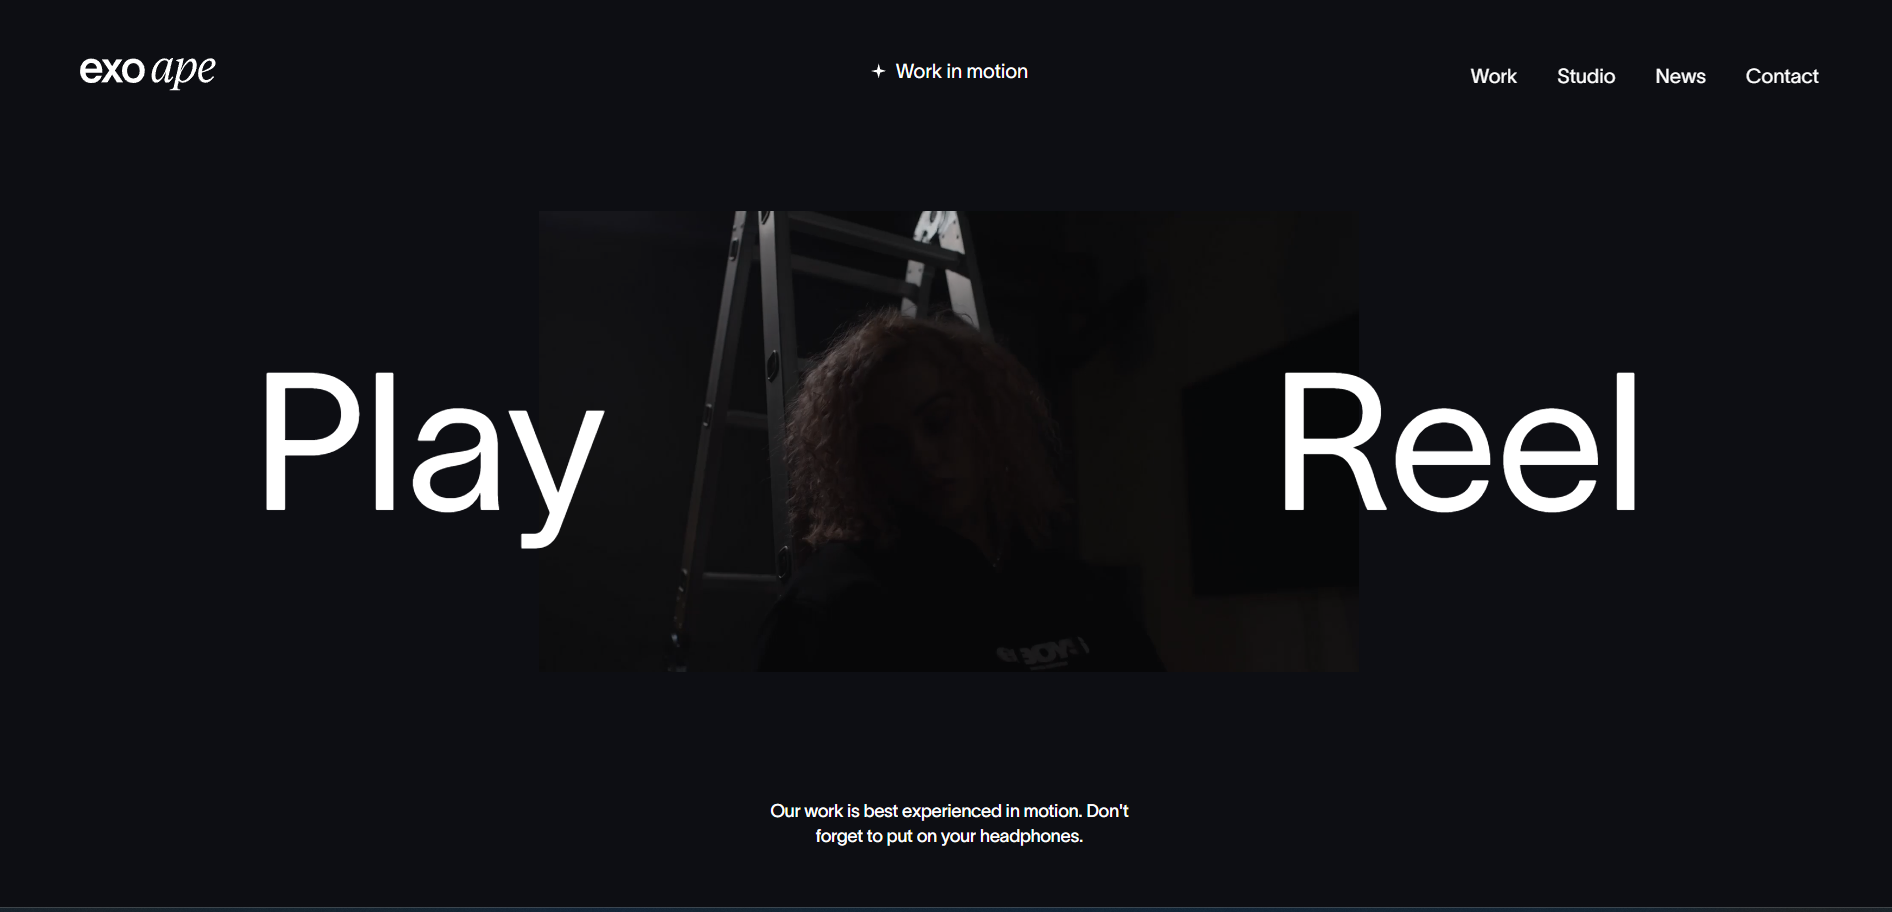 exo ape
Work in motion
Work Studio News Contact
Play Reel
Our work is best experienced in motion. Don't
forget to put on your headphones.